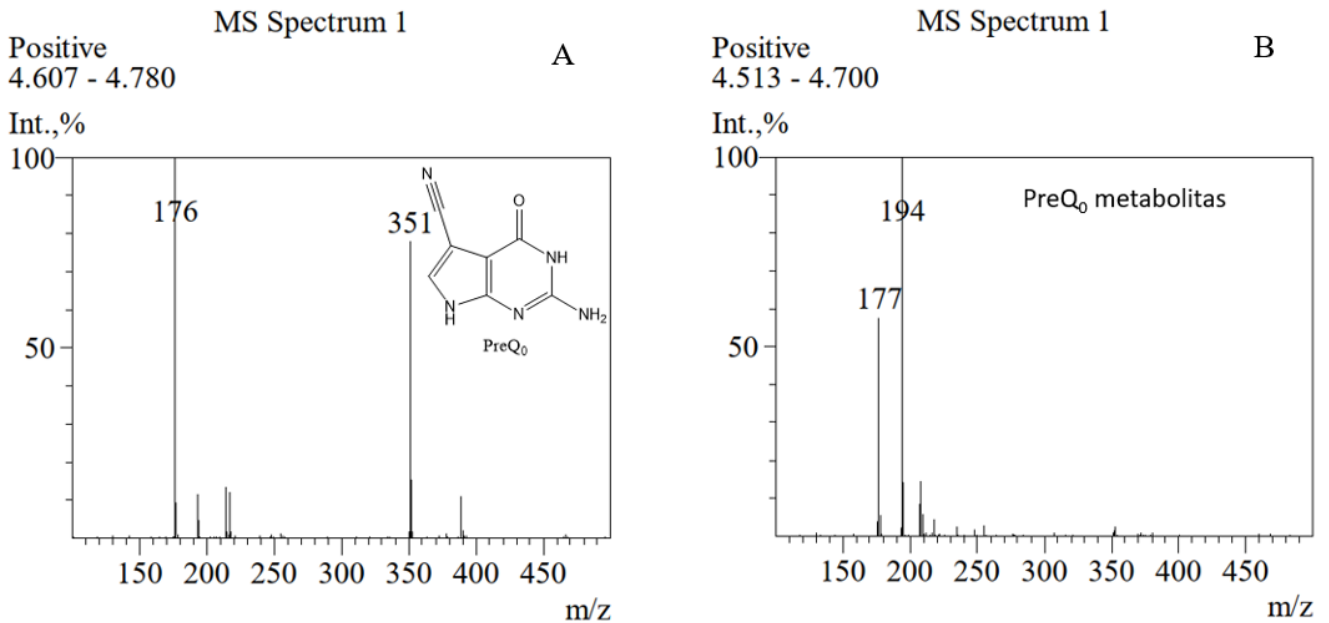 MS Spectrum 1
Positive
A
4.607 - 4.780
Int.,%
100
50
176
351
N
O
NH
N
H
N
NH₂
PreQ₀
150 200 250 300 350 400 450
m/z
MS Spectrum 1
Positive
B
4.513 - 4.700
Int.,%
100
50
PreQ₀ metabolitas
194
177
150 200 250 300 350 400 450
m/z